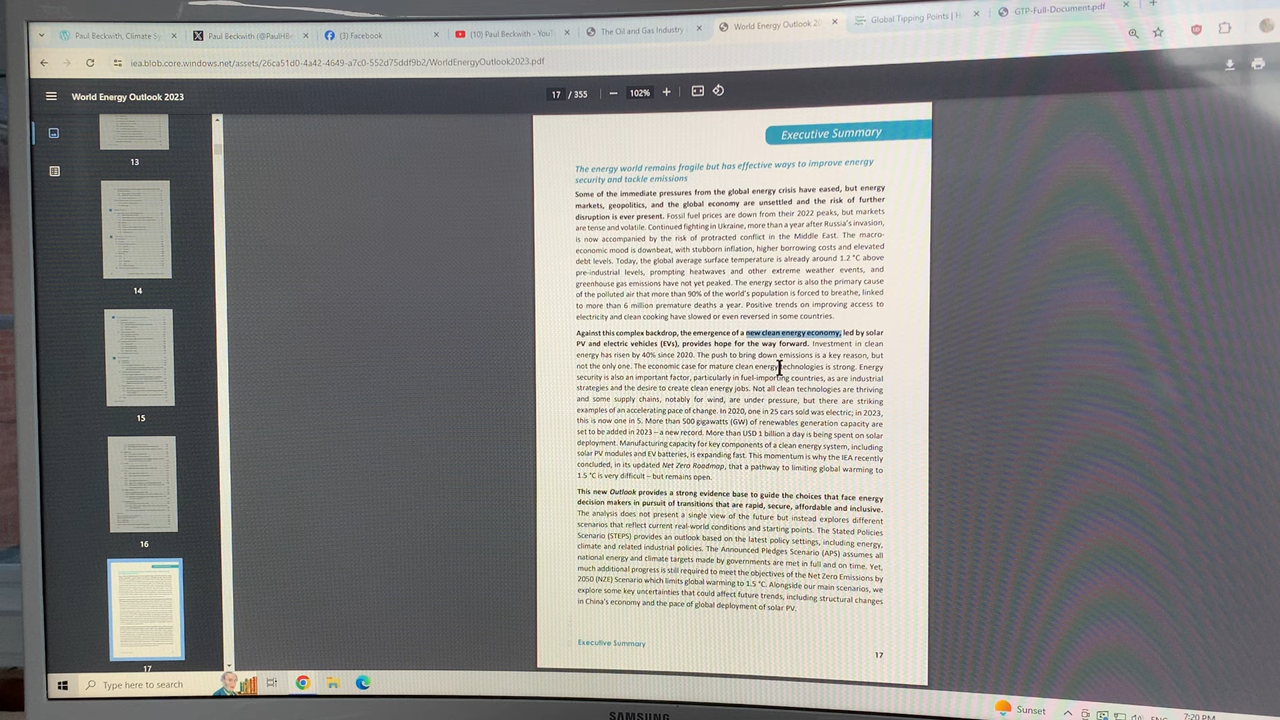 Paul Beckwith, Climate Sy
Paul Beckwith (@PaulHBe
(3) Facebook
(10) Paul Beckwith - YouT
The Oil and Gas Industry
World Energy Outlook 20
Global Tipping Points | H
GTP-Full-Document.pdf
iea.blob.core.windows.net/assets/26ca51d0-4a42-4649-a7c0-552d75ddf9b2/WorldEnergyOutlook2023.pdf
World Energy Outlook 2023
17 / 355
102%
13
14
15
16
17
Executive Summary
The energy world remains fragile but has effective ways to improve energy
security and tackle emissions
Some of the immediate pressures from the global energy crisis have eased, but energy
markets, geopolitics, and the global economy are unsettled and the risk of further
disruption is ever present. Fossil fuel prices are down from their 2022 peaks, but markets
are tense and volatile. Continued fighting in Ukraine, more than a year after Russia's invasion,
is now accompanied by the risk of protracted conflict in the Middle East. The macro-
economic mood is downbeat, with stubborn inflation, higher borrowing costs and elevated
debt levels. Today, the global average surface temperature is already around 1.2 °C above
pre-industrial levels, prompting heatwaves and other extreme weather events, and
greenhouse gas emissions have not yet peaked. The energy sector is also the primary cause
of the polluted air that more than 90% of the world's population is forced to breathe, linked
to more than 6 million premature deaths a year. Positive trends on improving access to
electricity and clean cooking have slowed or even reversed in some countries.
Against this complex backdrop, the emergence of a new clean energy economy, led by solar
PV and electric vehicles (EVs), provides hope for the way forward. Investment in clean
energy has risen by 40% since 2020. The push to bring down emissions is a key reason, but
not the only one. The economic case for mature clean energy technologies is strong. Energy
security is also an important factor, particularly in fuel-importing countries, as are industrial
strategies and the desire to create clean energy jobs. Not all clean technologies are thriving
and some supply chains, notably for wind, are under pressure, but there are striking
examples of an accelerating pace of change. In 2020, one in 25 cars sold was electric; in 2023,
this is now one in 5. More than 500 gigawatts (GW) of renewables generation capacity are
set to be added in 2023 – a new record. More than USD 1 billion a day is being spent on solar
deployment. Manufacturing capacity for key components of a clean energy system, including
solar PV modules and EV batteries, is expanding fast. This momentum is why the IEA recently
concluded, in its updated Net Zero Roadmap, that a pathway to limiting global warming to
1.5 °C is very difficult – but remains open.
This new Outlook provides a strong evidence base to guide the choices that face energy
decision makers in pursuit of transitions that are rapid, secure, affordable and inclusive.
The analysis does not present a single view of the future but instead explores different
scenarios that reflect current real-world conditions and starting points. The Stated Policies
Scenario (STEPS) provides an outlook based on the latest policy settings, including energy,
climate and related industrial policies. The Announced Pledges Scenario (APS) assumes all
national energy and climate targets made by governments are met in full and on time. Yet,
much additional progress is still required to meet the objectives of the Net Zero Emissions by
2050 (NZE) Scenario which limits global warming to 1.5 °C. Alongside our main scenarios, we
explore some key uncertainties that could affect future trends, including structural changes
in China's economy and the pace of global deployment of solar PV.
Executive Summary
17
Type here to search
Sunset
ENG
7:20 PM
SAMSUNG